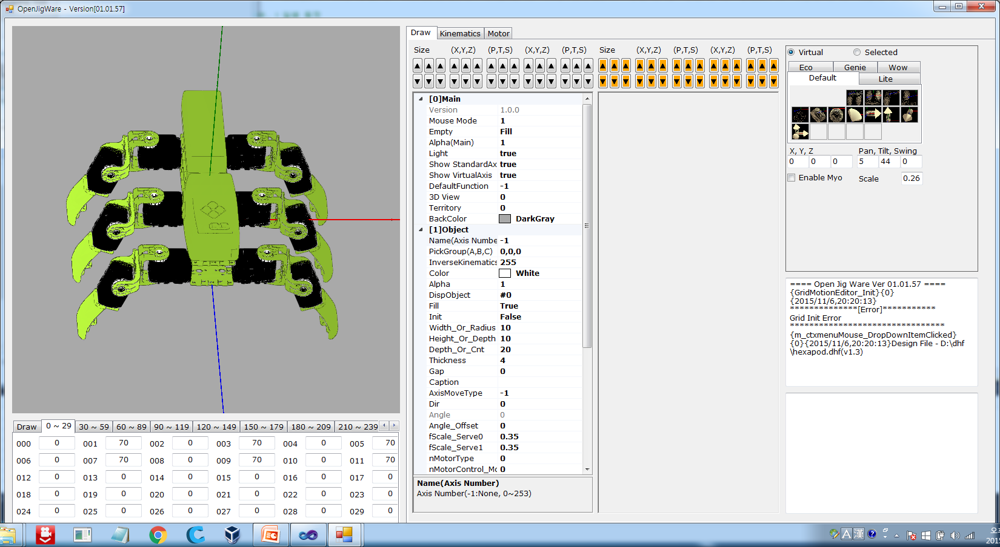 OpenJigWare - Version[01.01.57]
Draw Kinematics Motor
Size (X,Y,Z) (P,T,S) (X,Y,Z) (P,T,S) Size (X,Y,Z) (P,T,S) (X,Y,Z) (P,T,S)
[0]Main
Version 1.0.0
Mouse Mode 1
Empty Fill
Alpha(Main) 1
Light true
Show StandardAx true
Show VirtualAxis true
DefaultFunction -1
3D View 0
Territory 0
BackColor DarkGray
[1]Object
Name(Axis Numbe -1
PickGroup(A,B,C) 0,0,0
InverseKinematics 255
Color White
Alpha 1
DispObject #0
Fill True
Init False
Width_Or_Radius 10
Height_Or_Depth 10
Depth_Or_Cnt 20
Thickness 4
Gap 0
Caption
AxisMoveType -1
Dir 0
Angle 0
Angle_Offset 0
fScale_Serve0 0.35
fScale_Serve1 0.35
nMotorType 0
nMotorControl_Mo 0
Name(Axis Number)
Axis Number(-1:None, 0~253)
Virtual Selected
Eco Genie Wow
Default Lite
X, Y, Z Pan, Tilt, Swing
0 0 0 5 44 0
Enable Myo Scale 0.26
==== Open Jig Ware Ver 01.01.57 ====
{GridMotionEditor_Init}{0}
{2015/11/6,20:20:13}
**************[Error]***********
Grid Init Error
********************************
{m_ctxmenuMouse_DropDownItemClicked}
{0}{2015/11/6,20:20:13}Design File - D:\dhf
\hexapod.dhf(v1.3)
Draw 0 ~ 29 30 ~ 59 60 ~ 89 90 ~ 119 120 ~ 149 150 ~ 179 180 ~ 209 210 ~ 239
000 0 001 70 002 0 003 70 004 0 005 70
006 0 007 70 008 0 009 70 010 0 011 70
012 0 013 0 014 0 015 0 016 0 017 0
018 0 019 0 020 0 021 0 022 0 023 0
024 0 025 0 026 0 027 0 028 0 029 0
A 漢